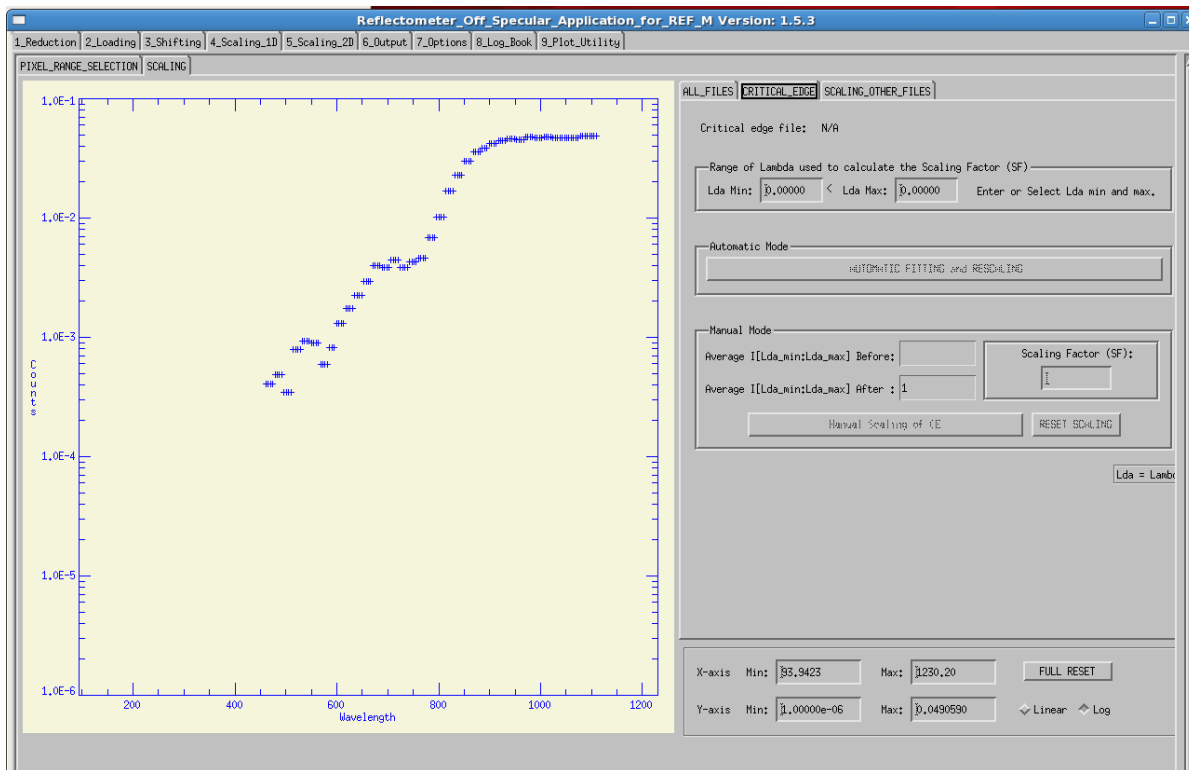 Reflectometer_Off_Specular_Application_for_REF_M Version: 1.5.3
1_Reduction 2_Loading 3_Shifting 4_Scaling_1D 5_Scaling_2D 6_Output 7_Options 8_Log_Book 9_Plot_Utility
PIXEL_RANGE_SELECTION SCALING
1.0E-1
1.0E-2
1.0E-3
1.0E-4
1.0E-5
1.0E-6
Counts
200 400 600 800 1000 1200
Wavelength
ALL_FILES CRITICAL_EDGE SCALING_OTHER_FILES
Critical edge file: N/A
Range of Lambda used to calculate the Scaling Factor (SF)
Lda Min: 0.00000 < Lda Max: 0.00000 Enter or Select Lda min and max.
Automatic Mode
AUTOMATIC FITTING and RESCALING
Manual Mode
Average I[Lda_min:Lda_max] Before:
Scaling Factor (SF):
Average I[Lda_min:Lda_max] After : 1
Manual Scaling of CE RESET SCALING
Lda = Lambd
X-axis Min: 93.9423 Max: 1230.20 FULL RESET
Y-axis Min: 1.00000e-06 Max: 0.0490590 Linear Log